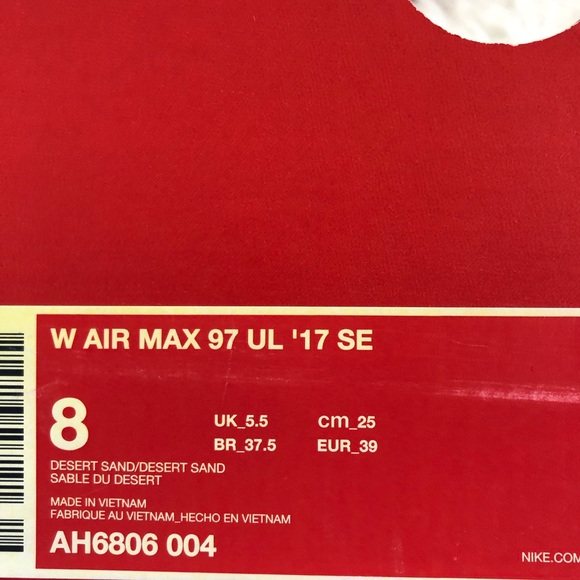 W AIR MAX 97 UL '17 SE
8
UK_5.5 cm_25
BR_37.5 EUR_39
DESERT SAND/DESERT SAND
SABLE DU DESERT
MADE IN VIETNAM
FABRIQUE AU VIETNAM_HECHO EN VIETNAM
AH6806 004
NIKE.COM